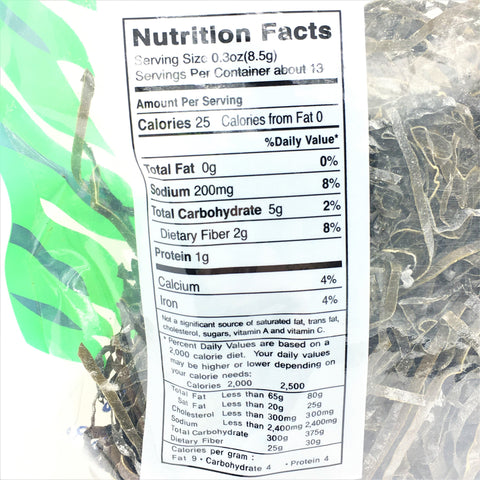 Nutrition Facts
Serving Size 0.3oz(8.5g)
Servings Per Container about 13
Amount Per Serving
Calories 25 Calories from Fat 0
%Daily Value*
Total Fat 0g 0%
Sodium 200mg 8%
Total Carbohydrate 5g 2%
Dietary Fiber 2g 8%
Protein 1g
Calcium 4%
Iron 4%
Not a significant source of saturated fat, trans fat,
cholesterol, sugars, vitamin A and vitamin C.
* Percent Daily Values are based on a
2,000 calorie diet. Your daily values
may be higher or lower depending on
your calorie needs:
Calories 2,000 2,500
Total Fat Less than 65g 80g
Sat Fat Less than 20g 25g
Cholesterol Less than 300mg 300mg
Sodium Less than 2,400mg 2,400mg
Total Carbohydrate 300g 375g
Dietary Fiber 25g 30g
Calories per gram :
Fat 9 • Carbohydrate 4 • Protein 4